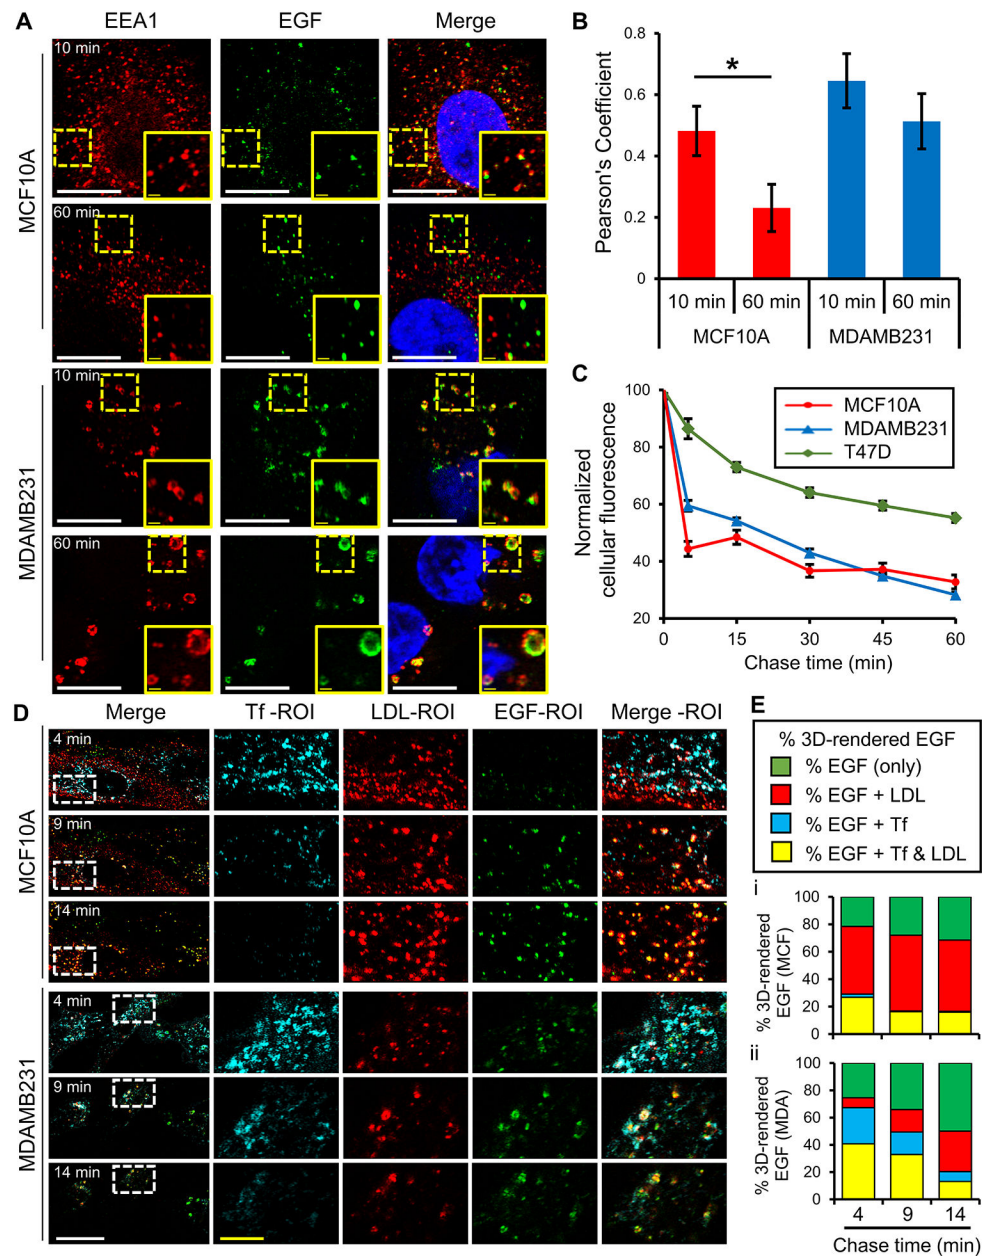 A
EEA1
EGF
Merge
MCF10A
10 min
60 min
MDAMB231
10 min
60 min
B
Pearson's Coefficient
0.8
0.6
0.4
0.2
0
*
10 min
60 min
10 min
60 min
MCF10A
MDAMB231
C
Normalized
cellular fluorescence
100
80
60
40
20
MCF10A
MDAMB231
T47D
0
15
30
45
60
Chase time (min)
D
Merge
Tf -ROI
LDL-ROI
EGF-ROI
Merge -ROI
MCF10A
4 min
9 min
14 min
MDAMB231
4 min
9 min
14 min
E
% 3D-rendered EGF
% EGF (only)
% EGF + LDL
% EGF + Tf
% EGF + Tf & LDL
i
% 3D-rendered
EGF (MCF)
100
80
60
40
20
0
ii
% 3D-rendered
EGF (MDA)
100
80
60
40
20
0
4
9
14
Chase time (min)